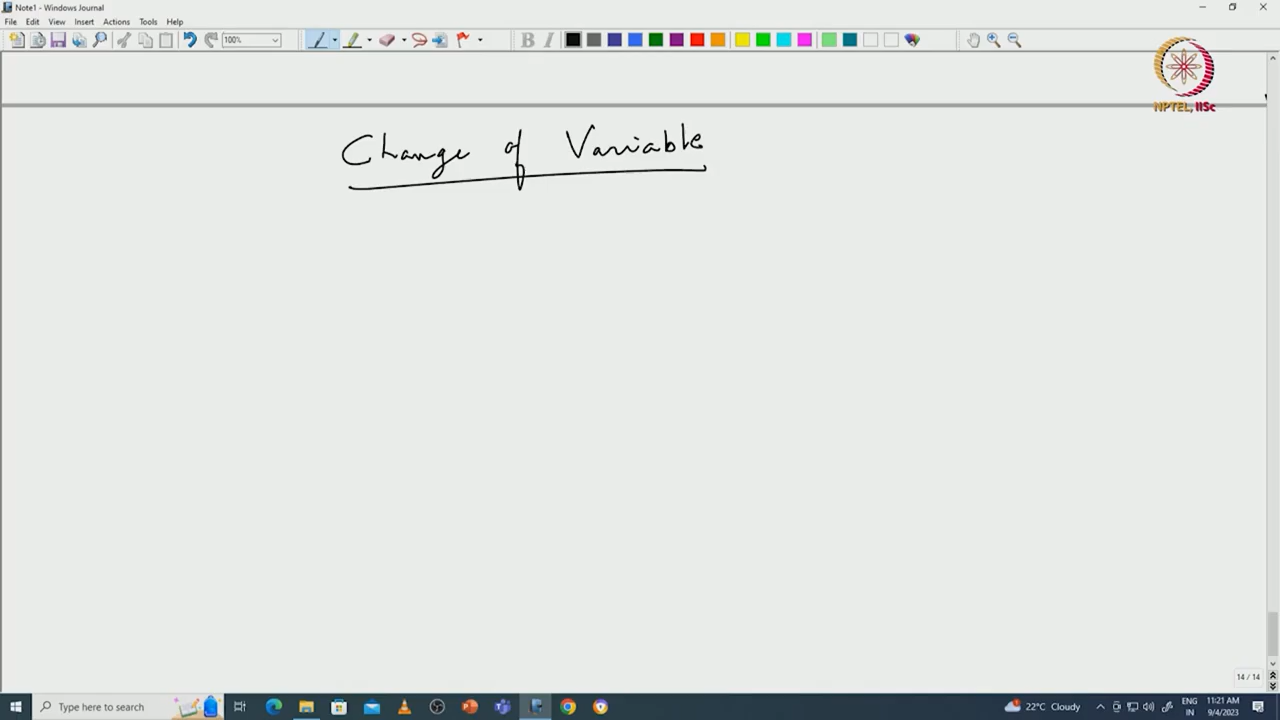 Note1 - Windows Journal
File Edit View Insert Actions Tools Help
100%
B I
NPTEL, IISc
Change of Variable
14 / 14
Type here to search
22°C Cloudy
ENG
IN
11:21 AM
9/4/2023